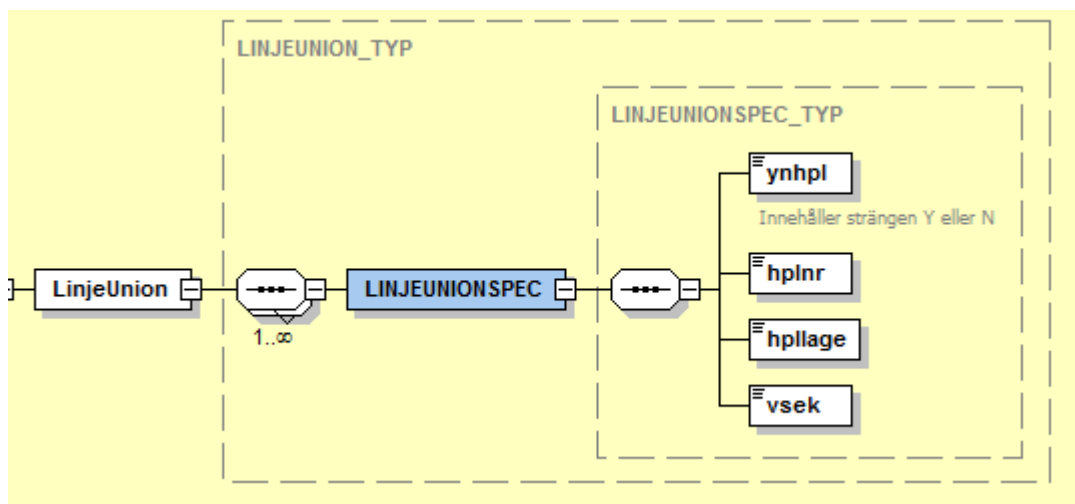 LINJEUNION_TYP
LINJEUNIONSPEC_TYP
ynhpl
Innehåller strängen Y eller N
LinjeUnion
LINJEUNIONSPEC
hplnr
1..∞
hpllage
vsek